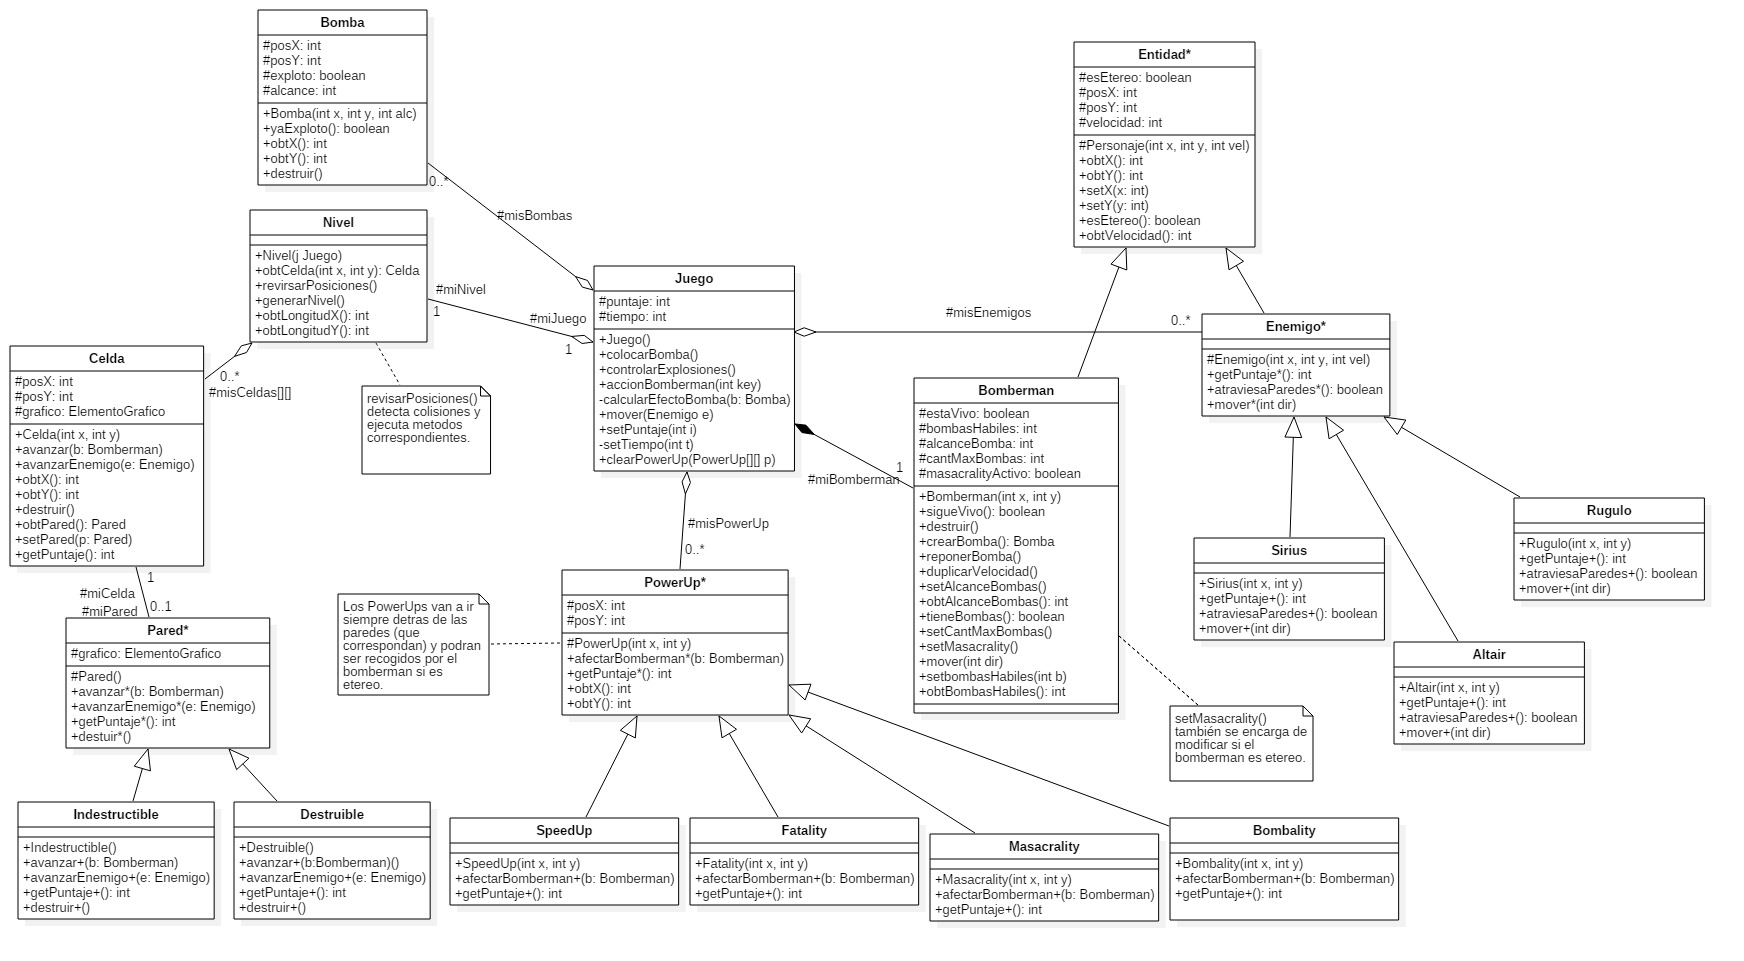 Bomba
#posX: int
#posY: int
#exploto: boolean
#alcance: int
+Bomba(int x, int y, int alc)
+yaExploto(): boolean
+obtX(): int
+obtY(): int
+destruir()
0..*
#misBombas
Nivel
+Nivel(j Juego)
+obtCelda(int x, int y): Celda
+revirsarPosiciones()
+generarNivel()
+obtLongitudX(): int
+obtLongitudY(): int
#miNivel
1
#miJuego
1
Juego
#puntaje: int
#tiempo: int
+Juego()
+colocarBomba()
+controlarExplosiones()
+accionBomberman(int key)
-calcularEfectoBomba(b: Bomba)
+mover(Enemigo e)
+setPuntaje(int i)
-setTiempo(int t)
+clearPowerUp(PowerUp[][] p)
Entidad*
#esEtereo: boolean
#posX: int
#posY: int
#velocidad: int
#Personaje(int x, int y, int vel)
+obtX(): int
+obtY(): int
+setX(x: int)
+setY(y: int)
+esEtereo(): boolean
+obtVelocidad(): int
#misEnemigos
0..*
Enemigo*
#Enemigo(int x, int y, int vel)
+getPuntaje*(): int
+atraviesaParedes*(): boolean
+mover*(int dir)
Celda
#posX: int
#posY: int
#grafico: ElementoGrafico
+Celda(int x, int y)
+avanzar(b: Bomberman)
+avanzarEnemigo(e: Enemigo)
+obtX(): int
+obtY(): int
+destruir()
+obtPared(): Pared
+setPared(p: Pared)
+getPuntaje(): int
0..*
#misCeldas[][]
revisarPosiciones()
detecta colisiones y
ejecuta metodos
correspondientes.
#miBomberman
1
Bomberman
#estaVivo: boolean
#bombasHabiles: int
#alcanceBomba: int
#cantMaxBombas: int
#masacralityActivo: boolean
+Bomberman(int x, int y)
+sigueVivo(): boolean
+destruir()
+crearBomba(): Bomba
+reponerBomba()
+duplicarVelocidad()
+setAlcanceBombas()
+obtAlcanceBombas(): int
+tieneBombas(): boolean
+setCantMaxBombas()
+setMasacrality()
+mover(int dir)
+setbombasHabiles(int b)
+obtBombasHabiles(): int
Rugulo
+Rugulo(int x, int y)
+getPuntaje+(): int
+atraviesaParedes+(): boolean
+mover+(int dir)
Sirius
+Sirius(int x, int y)
+getPuntaje+(): int
+atraviesaParedes+(): boolean
+mover+(int dir)
Altair
+Altair(int x, int y)
+getPuntaje+(): int
+atraviesaParedes+(): boolean
+mover+(int dir)
#misPowerUp
0..*
1
#miCelda
#miPared
0..1
Pared*
#grafico: ElementoGrafico
#Pared()
+avanzar*(b: Bomberman)
+avanzarEnemigo*(e: Enemigo)
+getPuntaje*(): int
+destuir*()
Los PowerUps van a ir
siempre detras de las
paredes (que
correspondan) y podran
ser recogidos por el
bomberman si es
etereo.
PowerUp*
#posX: int
#posY: int
#PowerUp(int x, int y)
+afectarBomberman*(b: Bomberman)
+getPuntaje*(): int
+obtX(): int
+obtY(): int
setMasacrality()
también se encarga de
modificar si el
bomberman es etereo.
Indestructible
+Indestructible()
+avanzar+(b: Bomberman)
+avanzarEnemigo+(e: Enemigo)
+getPuntaje+(): int
+destruir+()
Destruible
+Destruible()
+avanzar+(b:Bomberman)()
+avanzarEnemigo+(e: Enemigo)
+getPuntaje+(): int
+destruir+()
SpeedUp
+SpeedUp(int x, int y)
+afectarBomberman+(b: Bomberman)
+getPuntaje+(): int
Fatality
+Fatality(int x, int y)
+afectarBomberman+(b: Bomberman)
+getPuntaje+(): int
Masacrality
+Masacrality(int x, int y)
+afectarBomberman+(b: Bomberman)
+getPuntaje+(): int
Bombality
+Bombality(int x, int y)
+afectarBomberman+(b: Bomberman)
+getPuntaje+(): int